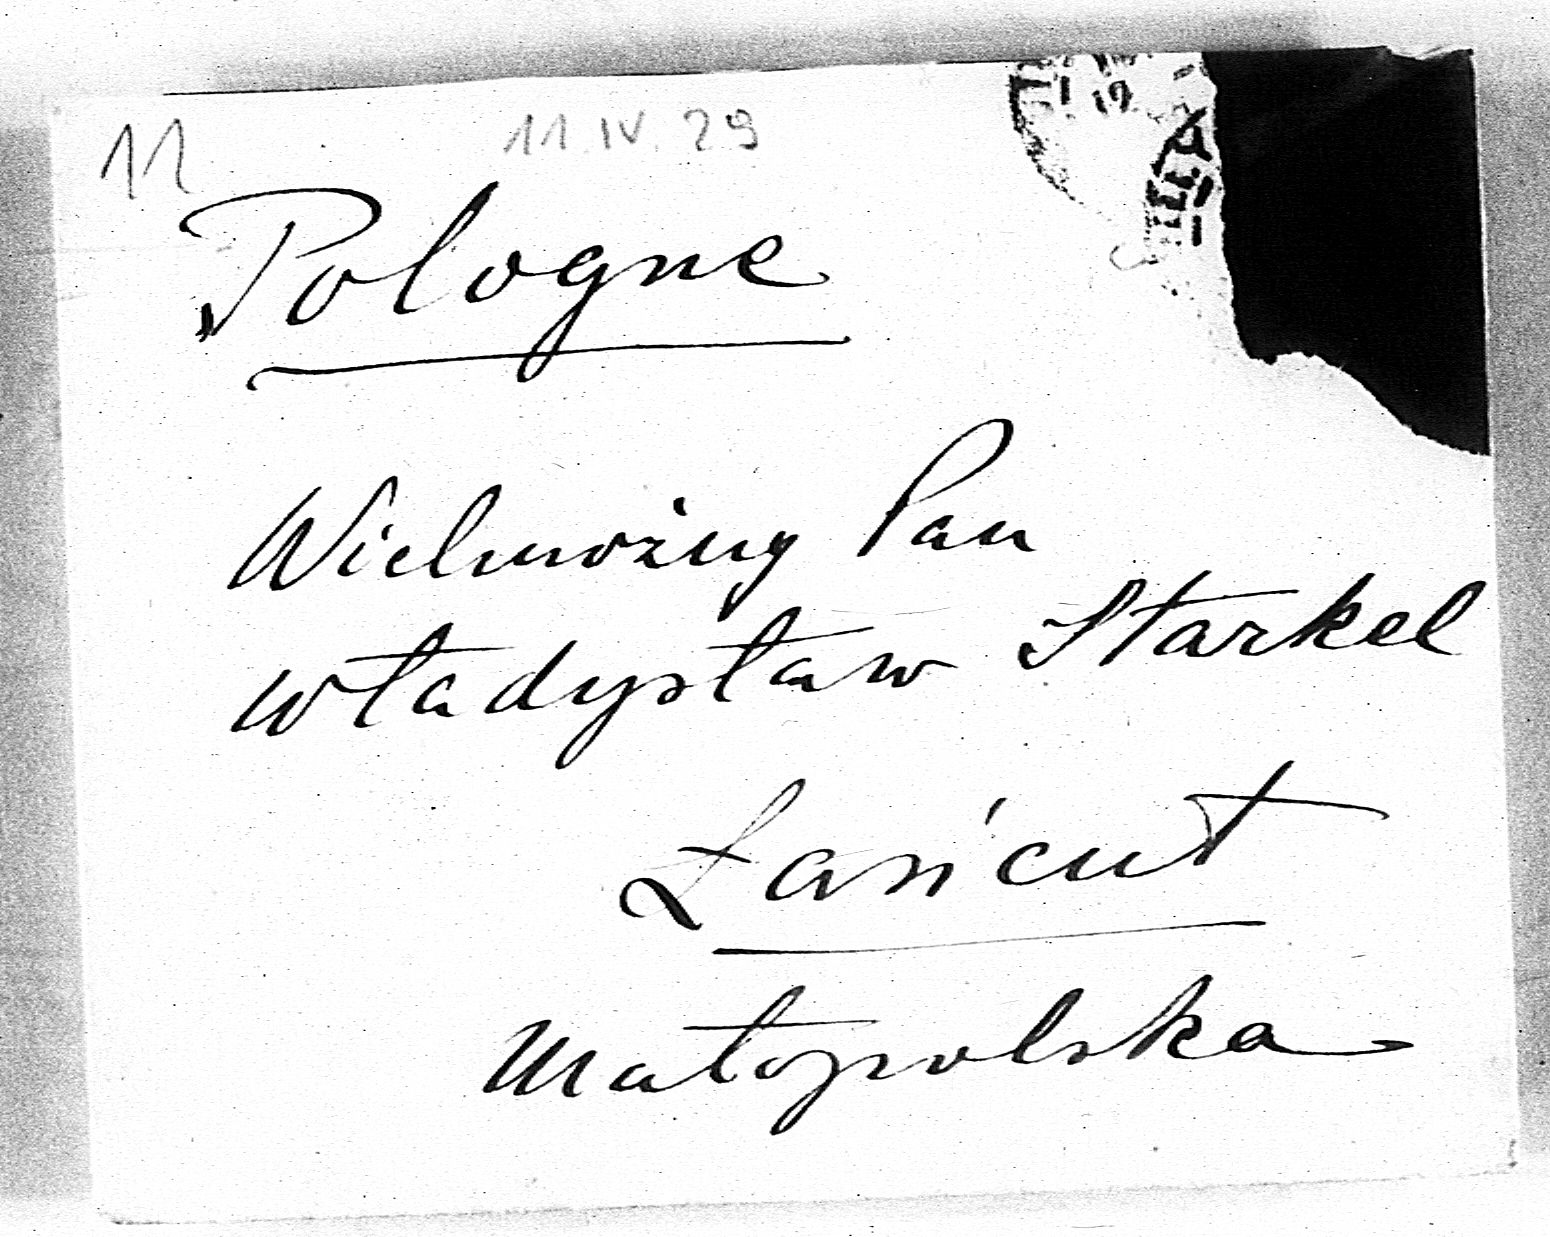 11
11.IV.29
Pologne
Wielmożny Pan
Władysław Starkel
Łańcut
Małopolska